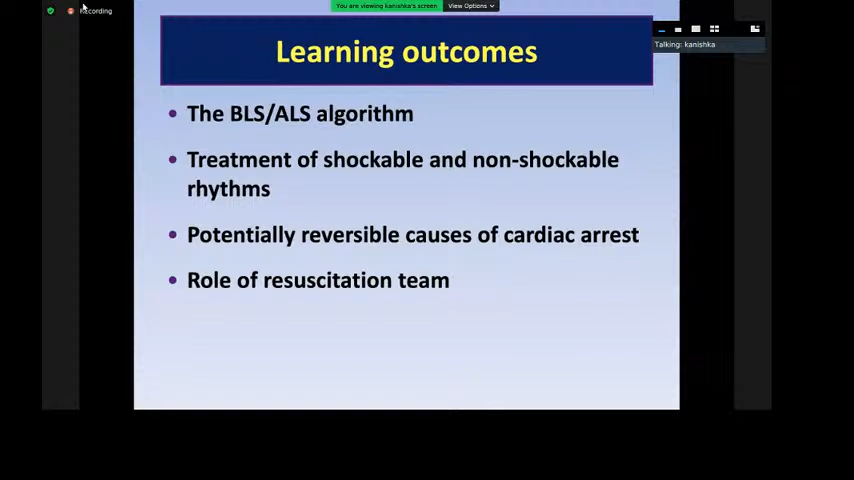 Recording
You are viewing kanishka's screen
View Options
Talking: kanishka
Learning outcomes
• The BLS/ALS algorithm
• Treatment of shockable and non-shockable
rhythms
• Potentially reversible causes of cardiac arrest
• Role of resuscitation team